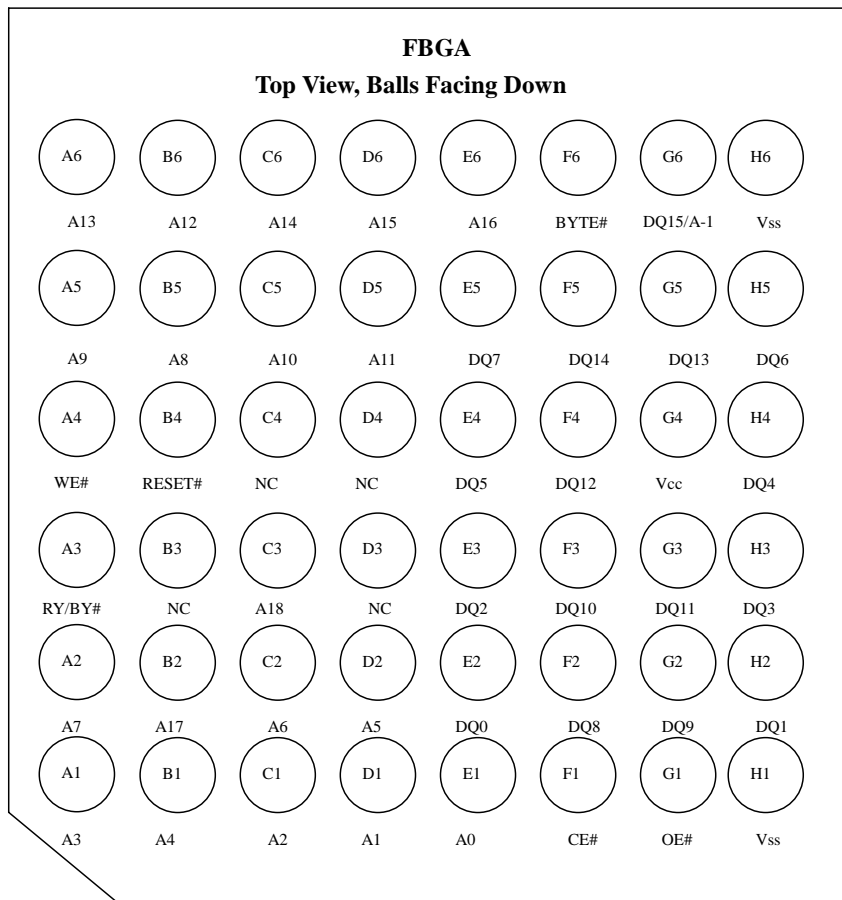 FBGA
Top View, Balls Facing Down
A6 B6 C6 D6 E6 F6 G6 H6
A13 A12 A14 A15 A16 BYTE# DQ15/A-1 Vss
A5 B5 C5 D5 E5 F5 G5 H5
A9 A8 A10 A11 DQ7 DQ14 DQ13 DQ6
A4 B4 C4 D4 E4 F4 G4 H4
WE# RESET# NC NC DQ5 DQ12 Vcc DQ4
A3 B3 C3 D3 E3 F3 G3 H3
RY/BY# NC A18 NC DQ2 DQ10 DQ11 DQ3
A2 B2 C2 D2 E2 F2 G2 H2
A7 A17 A6 A5 DQ0 DQ8 DQ9 DQ1
A1 B1 C1 D1 E1 F1 G1 H1
A3 A4 A2 A1 A0 CE# OE# Vss